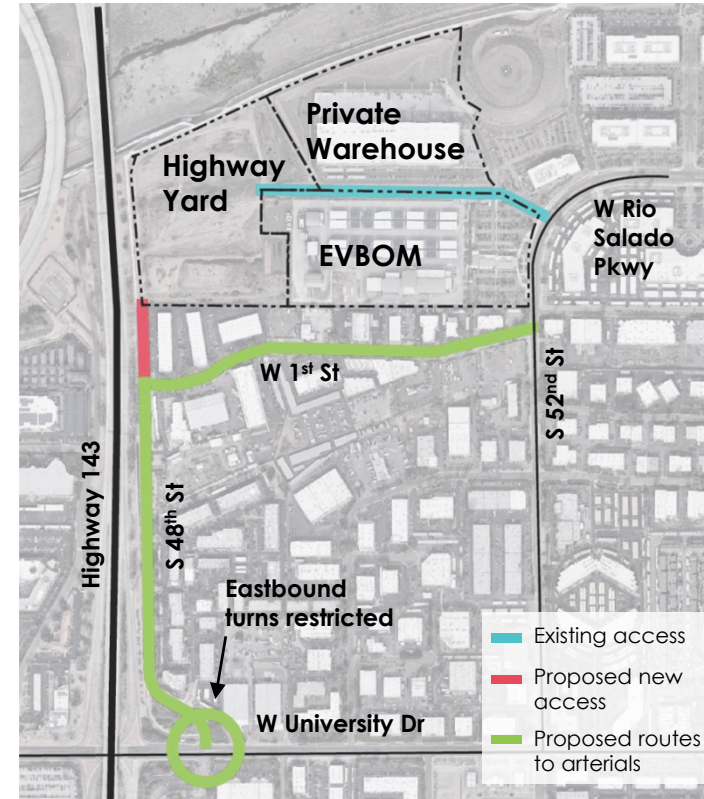 Private
Warehouse
Highway
Yard
W Rio
Salado
Pkwy
EVBOM
W 1st St
S 52nd St
Highway 143
S 48th St
Eastbound
turns restricted
W University Dr
Existing access
Proposed new
access
Proposed routes
to arterials